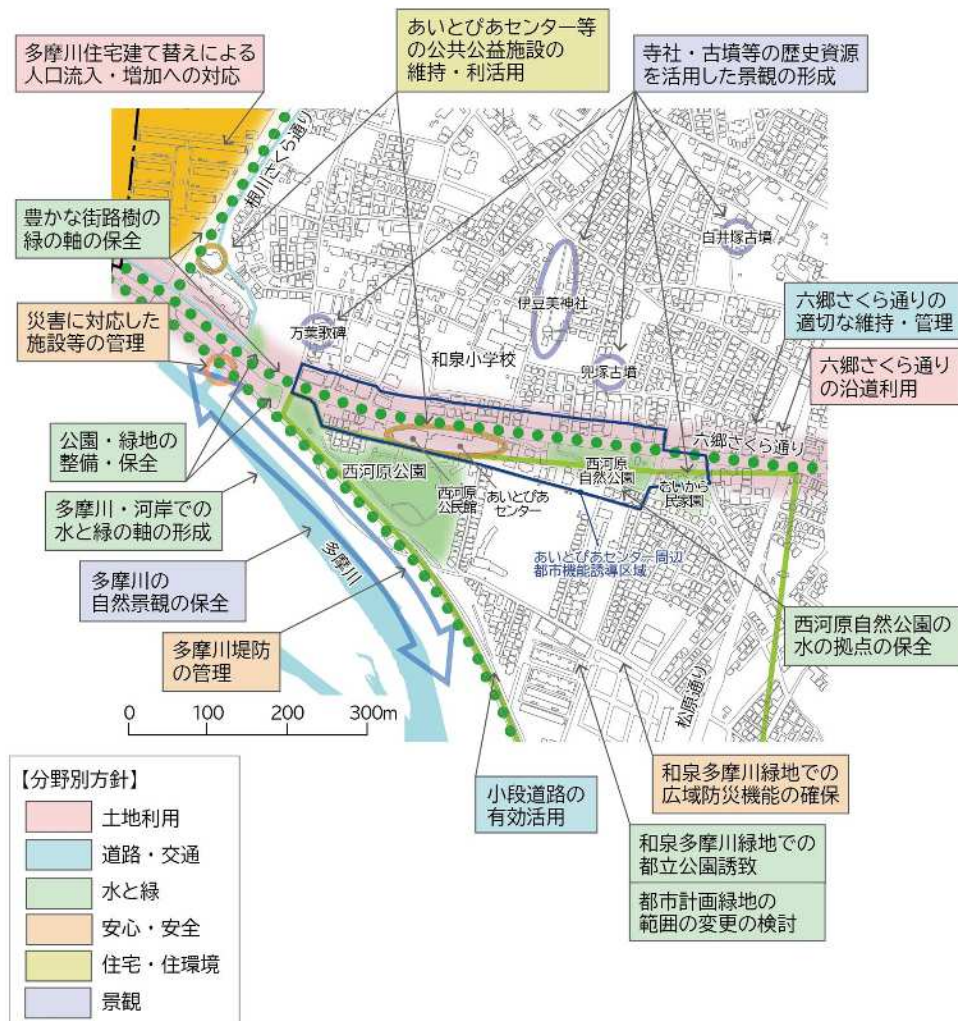 多摩川住宅建て替えによる
人口流入・増加への対応
あいとぴあセンター等
の公共公益施設の
維持・利活用
寺社・古墳等の歴史資源
を活用した景観の形成
根川さくら通り
豊かな街路樹の
緑の軸の保全
白井塚古墳
伊豆美神社
万葉歌碑
和泉小学校
兜塚古墳
災害に対応した
施設等の管理
六郷さくら通りの
適切な維持・管理
六郷さくら通り
の沿道利用
六郷さくら通り
公園・緑地の
整備・保全
西河原公園
西河原
公民館
あいとぴあ
センター
西河原
自然公園
むいから
民家園
多摩川・河岸での
水と緑の軸の形成
あいとぴあセンター周辺
都市機能誘導区域
多摩川の
自然景観の保全
多摩川
西河原自然公園の
水の拠点の保全
多摩川堤防
の管理
松原通り
0 100 200 300m
小段道路の
有効活用
和泉多摩川緑地での
広域防災機能の確保
和泉多摩川緑地での
都立公園誘致
都市計画緑地の
範囲の変更の検討
【分野別方針】
土地利用
道路・交通
水と緑
安心・安全
住宅・住環境
景観